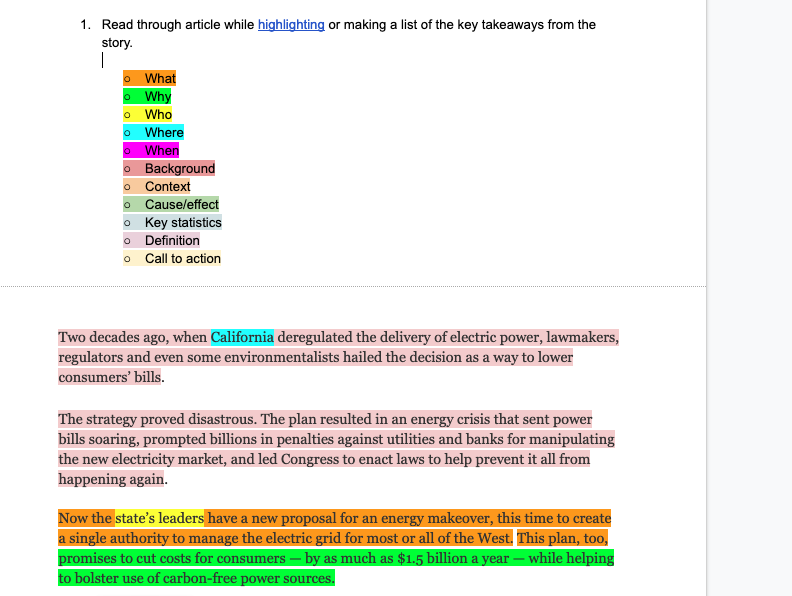 1. Read through article while highlighting or making a list of the key takeaways from the
story.
○ What
○ Why
○ Who
○ Where
○ When
○ Background
○ Context
○ Cause/effect
○ Key statistics
○ Definition
○ Call to action
Two decades ago, when California deregulated the delivery of electric power, lawmakers,
regulators and even some environmentalists hailed the decision as a way to lower
consumers’ bills.
The strategy proved disastrous. The plan resulted in an energy crisis that sent power
bills soaring, prompted billions in penalties against utilities and banks for manipulating
the new electricity market, and led Congress to enact laws to help prevent it all from
happening again.
Now the state’s leaders have a new proposal for an energy makeover, this time to create
a single authority to manage the electric grid for most or all of the West. This plan, too,
promises to cut costs for consumers — by as much as $1.5 billion a year — while helping
to bolster use of carbon-free power sources.